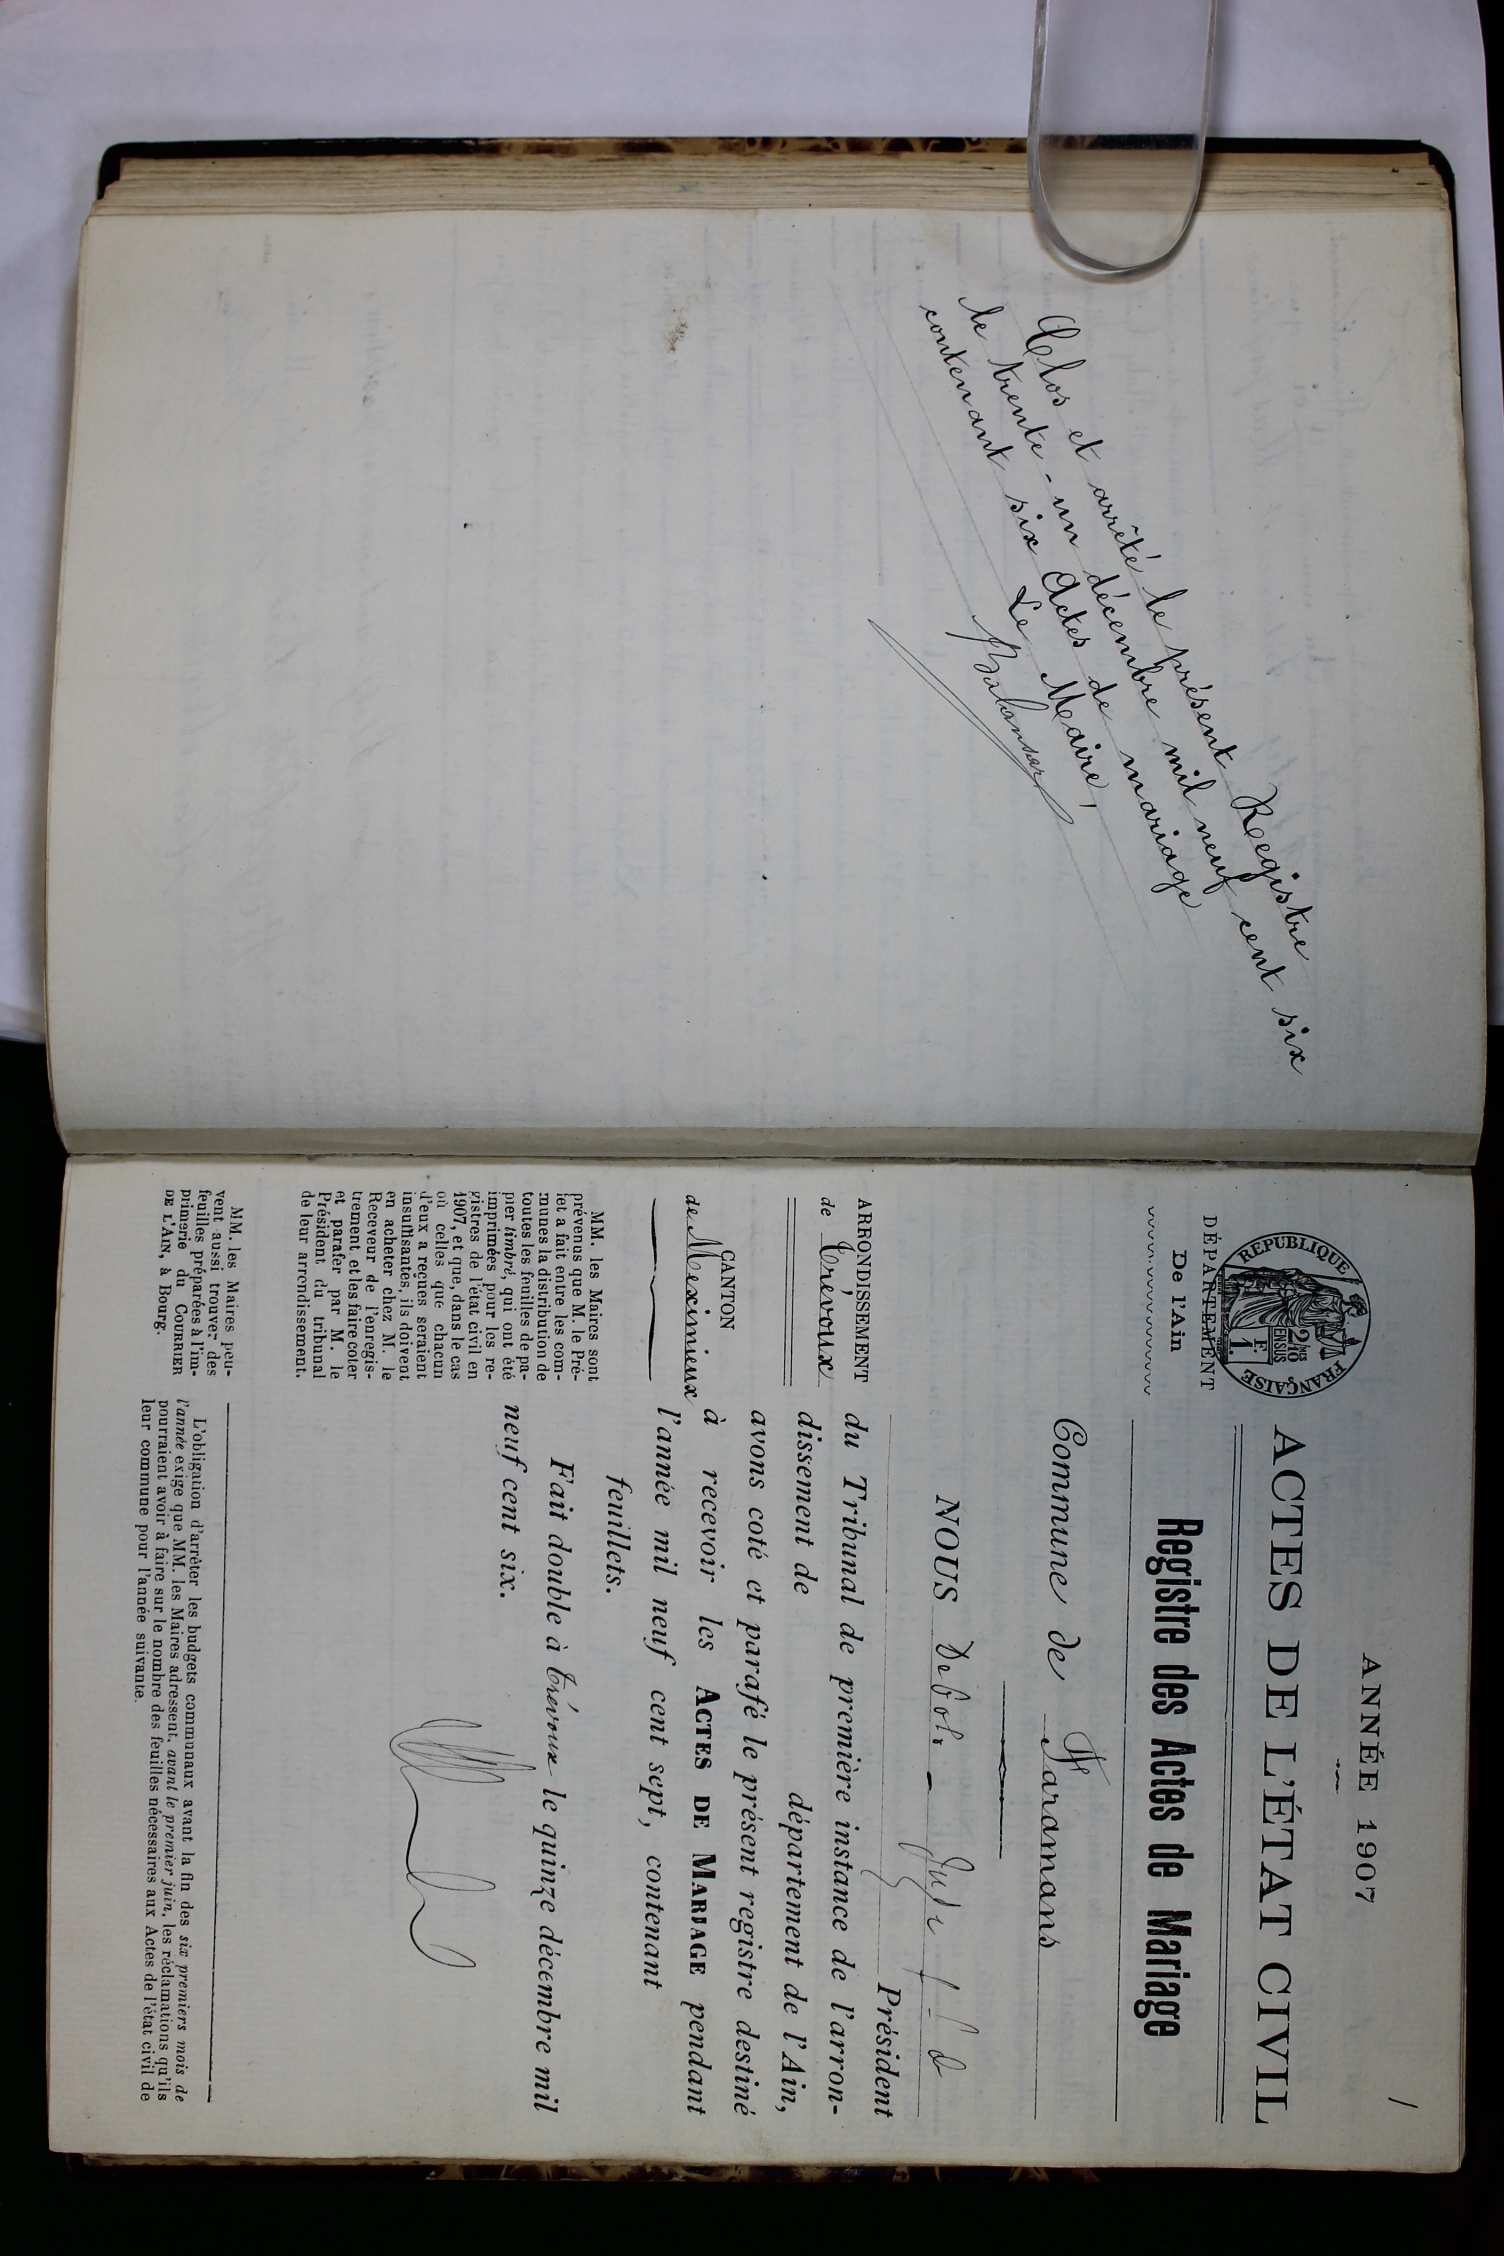 Clos et arrêté le présent Registre
le trente-un décembre mil neuf cent six
contenant six Actes de mariage
Le Maire,
1
ANNÉE 1907
REPUBLIQUE FRANÇAISE
2/10 EN SUS
1 F.
DÉPARTEMENT
De l'Ain
ACTES DE L'ÉTAT CIVIL
Registre des Actes de Mariage
Commune de Faramans
ARRONDISSEMENT
de Trévoux
CANTON
de Meximieux
MM. les Maires sont
prévenus que M. le Pré-
let a fait entre les com-
munes la distribution de
toutes les feuilles de pa-
pier timbré, qui ont été
imprimées pour les re-
gistres de l'état civil en
1907, et que, dans le cas
où celles que chacun
d'eux a reçues seraient
insuffisantes, ils doivent
en acheter chez M. le
Receveur de l'enregis-
trement et les faire coter
et parafer par M. le
Président du tribunal
de leur arrondissement.
MM. les Maires peu-
vent aussi trouver des
feuilles préparées à l'im-
primerie du COURRIER
DE L'AIN, à Bourg.
NOUS
Président
du Tribunal de première instance de l'arron-
dissement de département de l'Ain,
avons coté et parafé le présent registre destiné
à recevoir les ACTES DE MARIAGE pendant
l'année mil neuf cent sept, contenant
feuillets.
Fait double à Trévoux le quinze décembre mil
neuf cent six.
L'obligation d'arrêter les budgets communaux avant la fin des six premiers mois de
l'année exige que MM. les Maires adressent, avant le premier juin, les réclamations qu'ils
pourraient avoir à faire sur le nombre des feuilles nécessaires aux Actes de l'état civil de
leur commune pour l'année suivante.